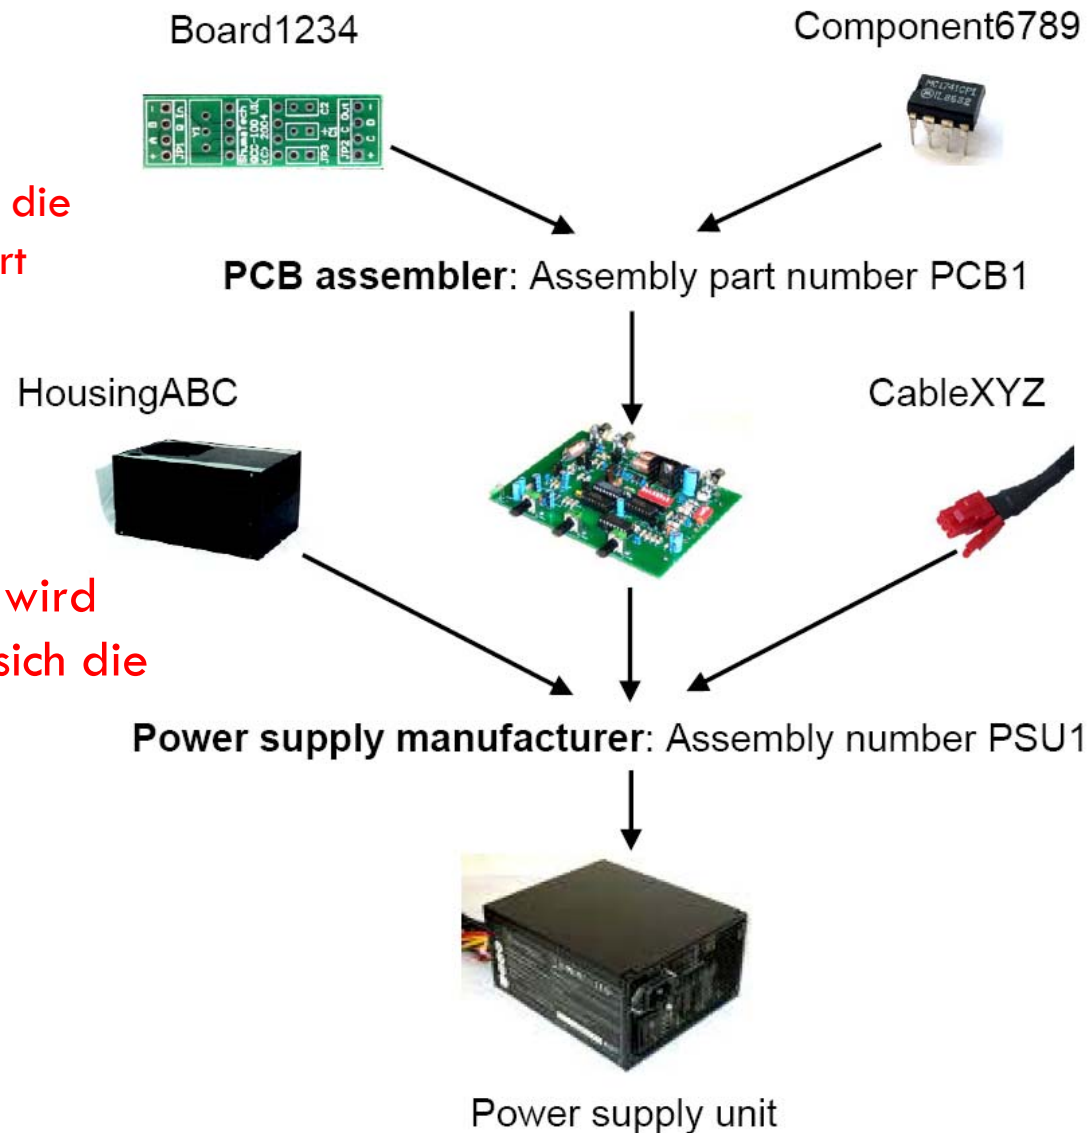 Board1234
Component6789
die
rt
PCB assembler: Assembly part number PCB1
HousingABC
CableXYZ
wird
sich die
Power supply manufacturer: Assembly number PSU1
Power supply unit